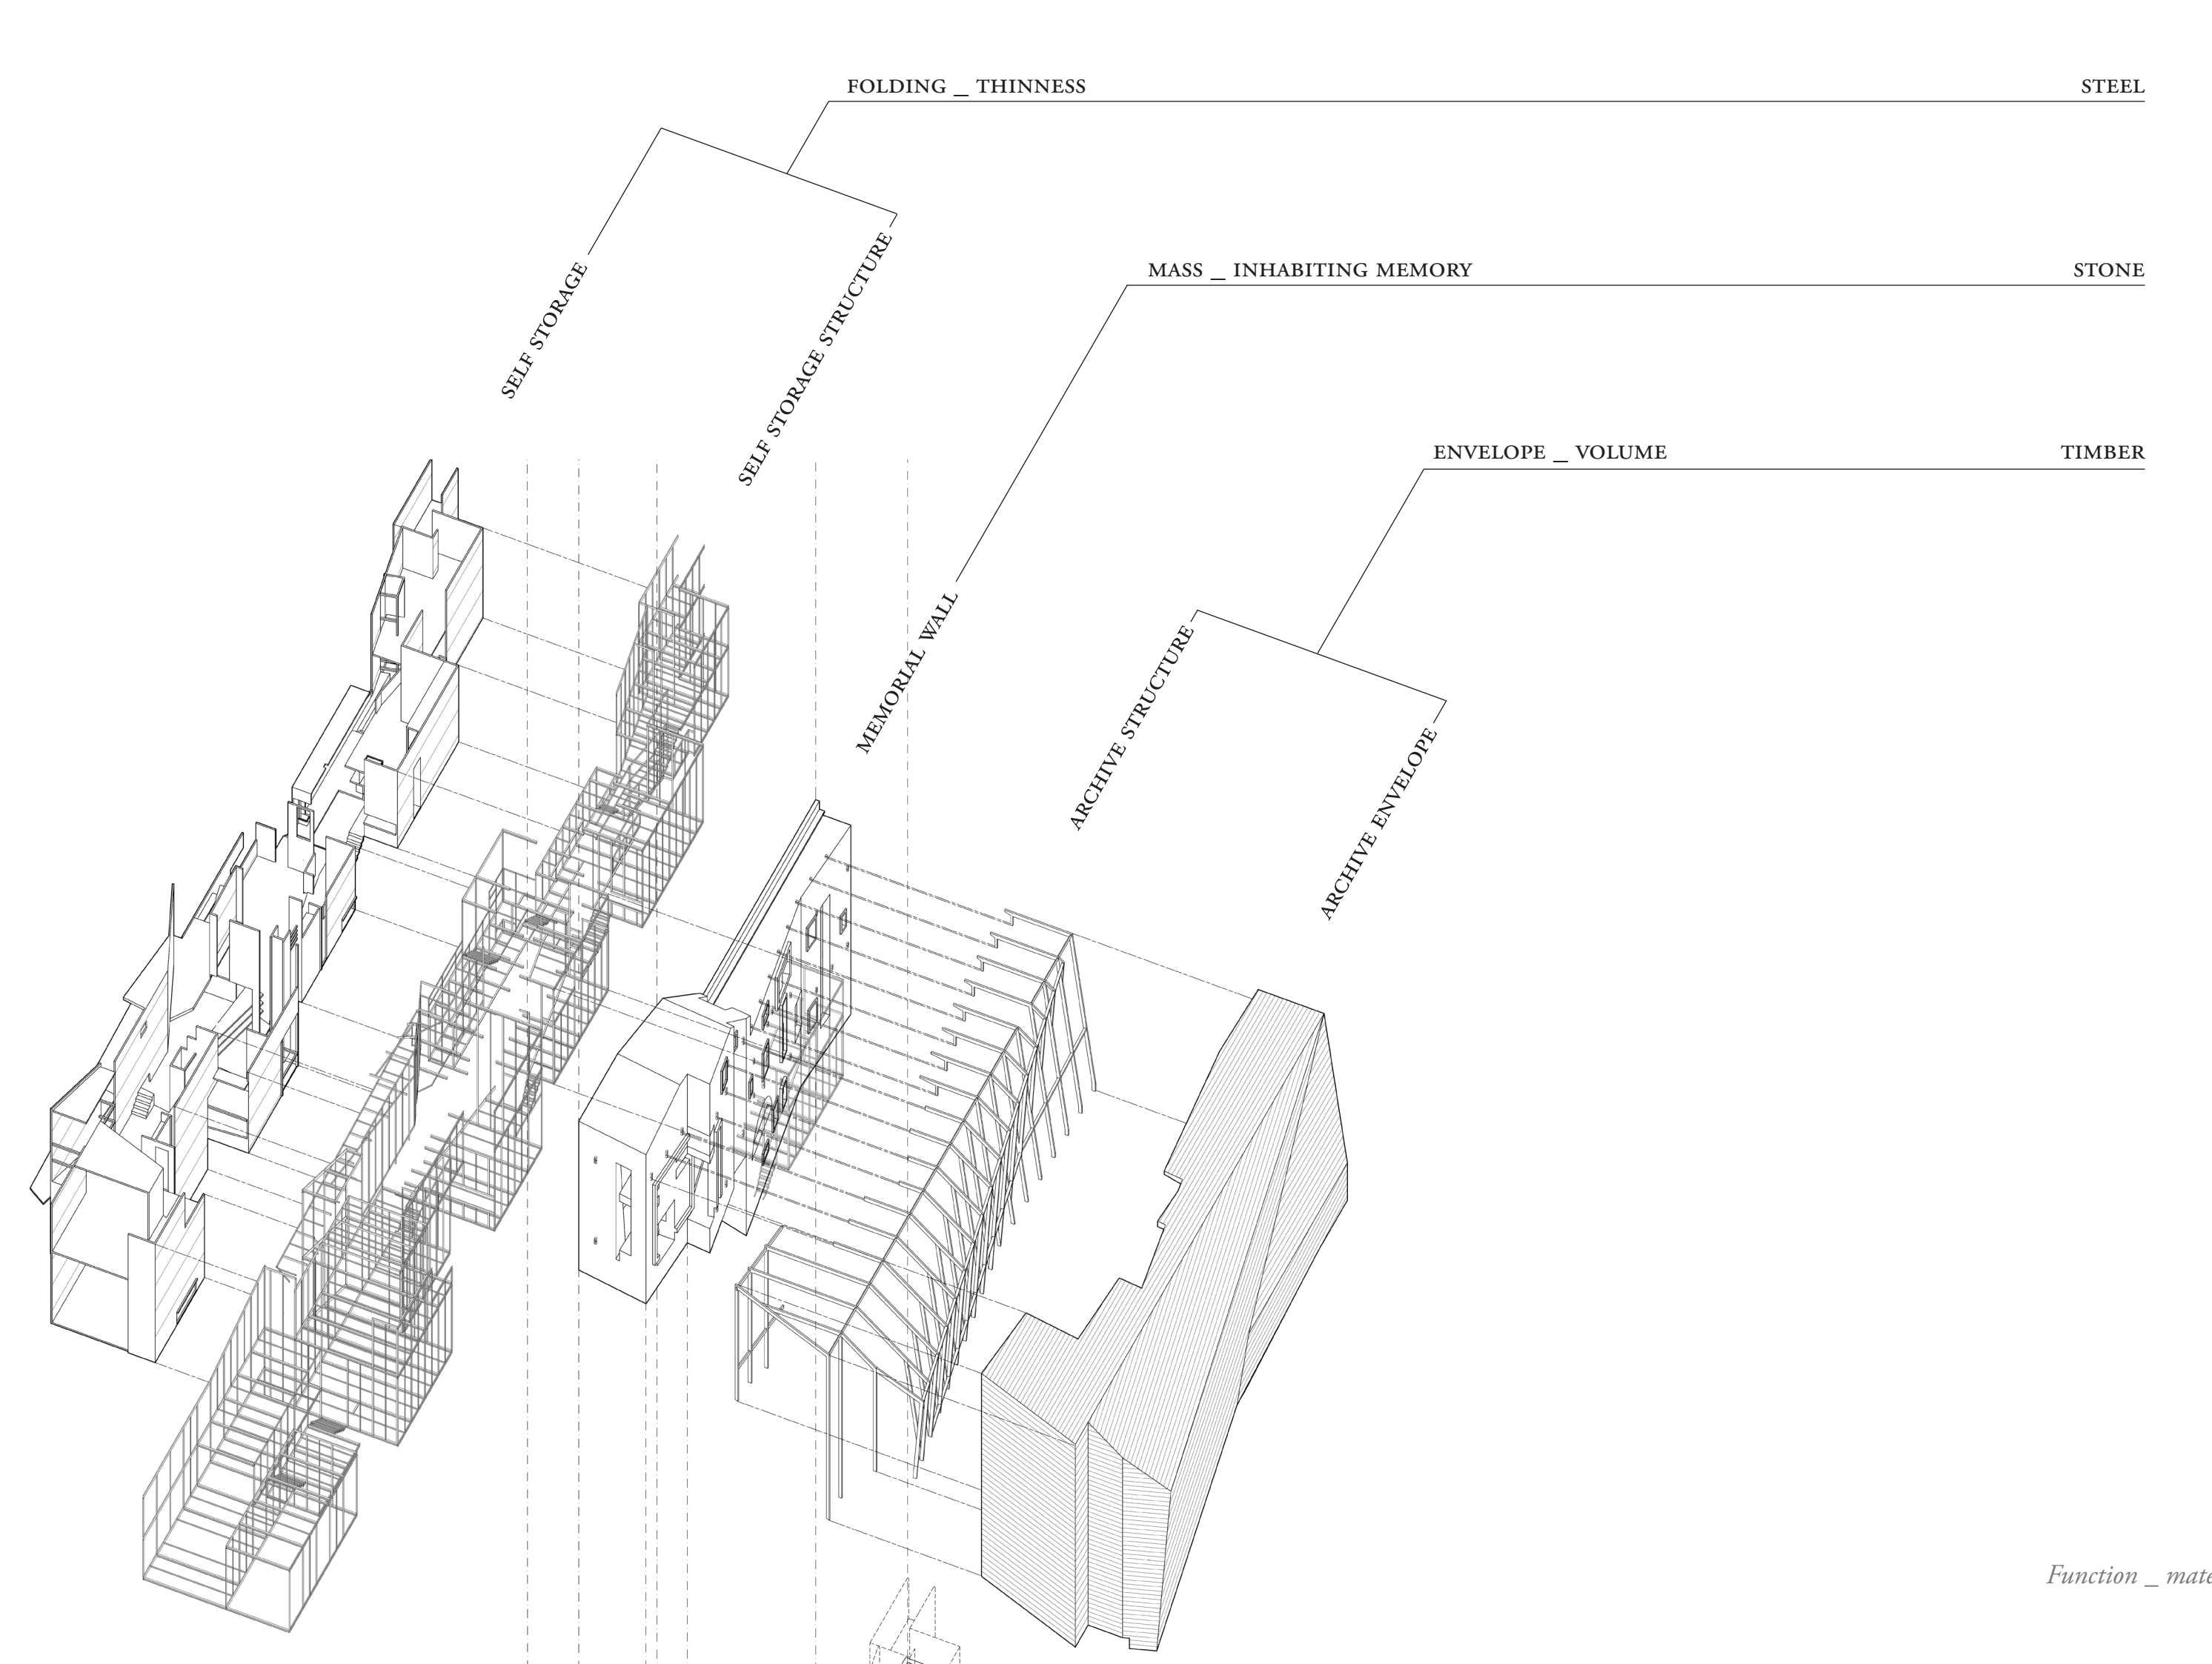 FOLDING _ THINNESS STEEL
SELF STORAGE
SELF STORAGE STRUCTURE
MASS _ INHABITING MEMORY STONE
MEMORIAL WALL
ENVELOPE _ VOLUME TIMBER
ARCHIVE STRUCTURE
ARCHIVE ENVELOPE
Function _